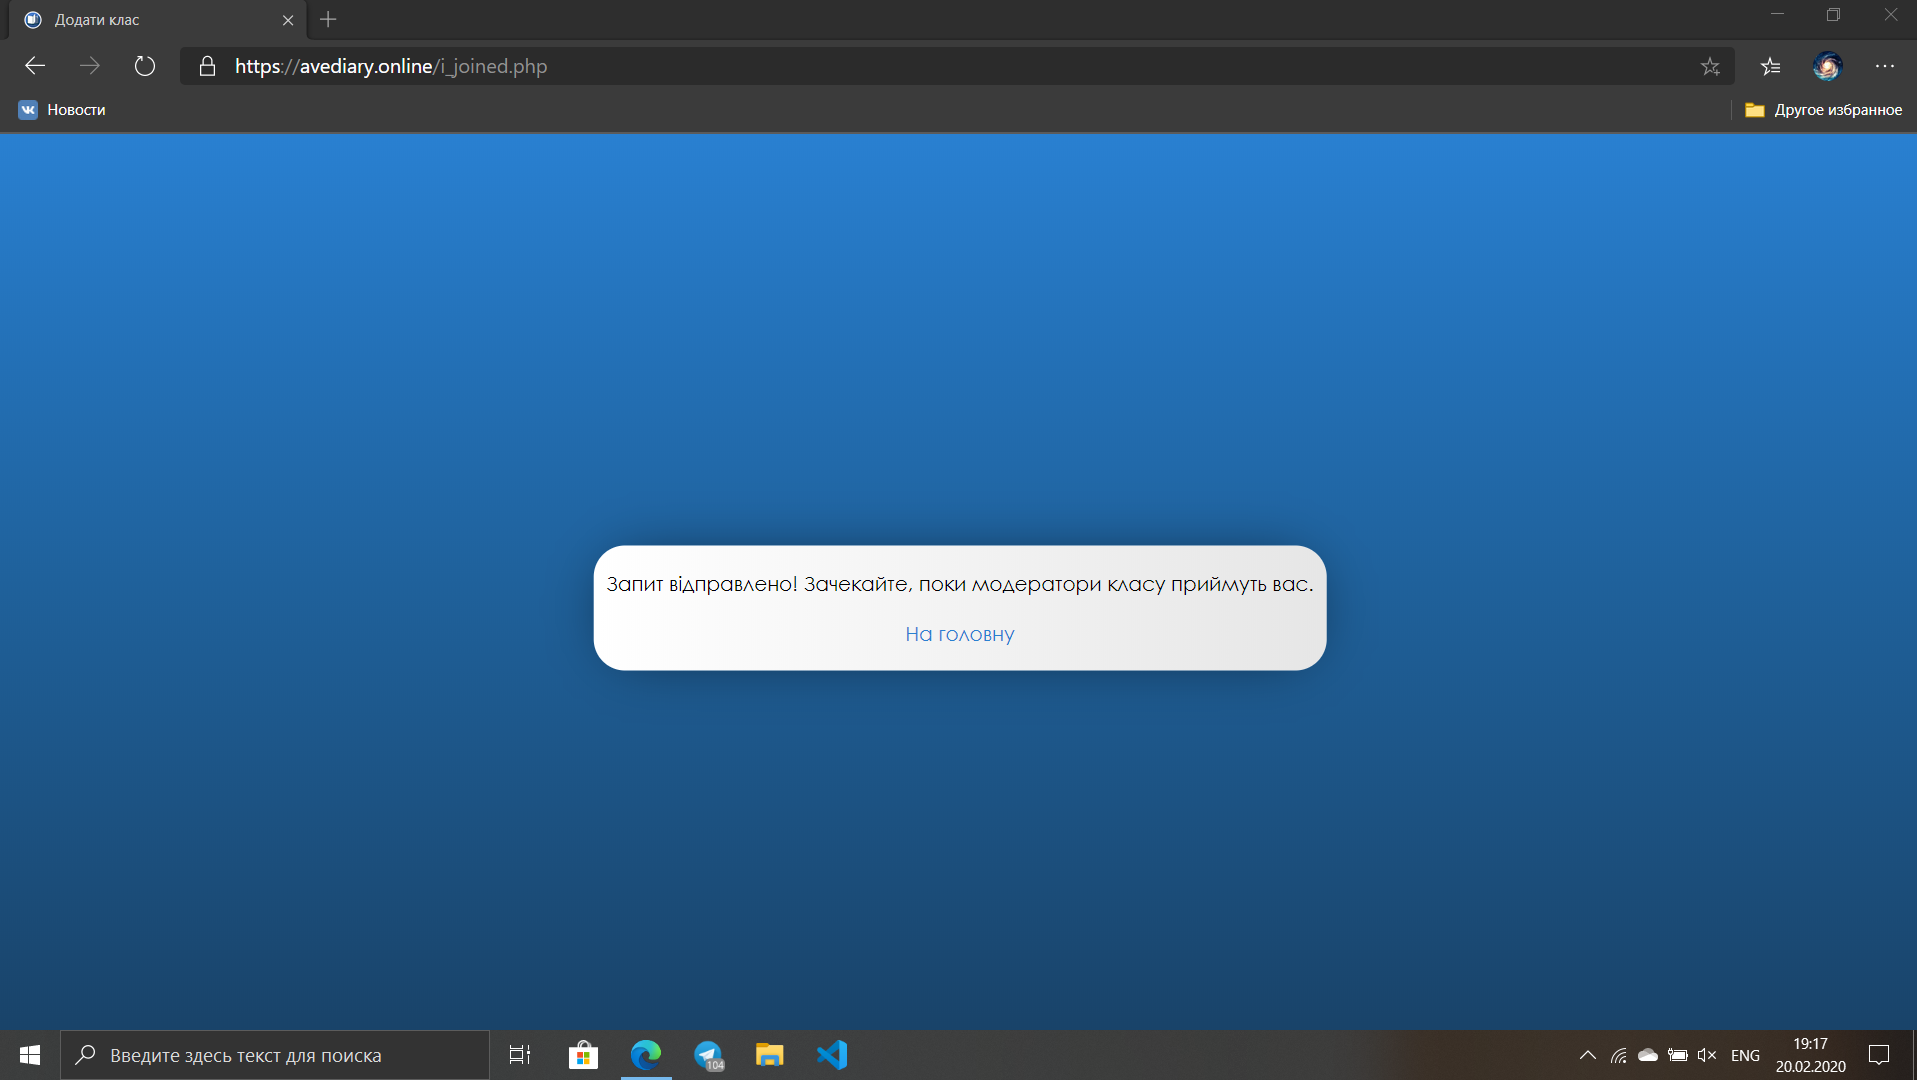 Додати клас
https://avediary.online/i_joined.php
Новости
Другое избранное
Запит відправлено! Зачекайте, поки модератори класу приймуть вас.
На головну
Введите здесь текст для поиска
104
ENG
19:17
20.02.2020